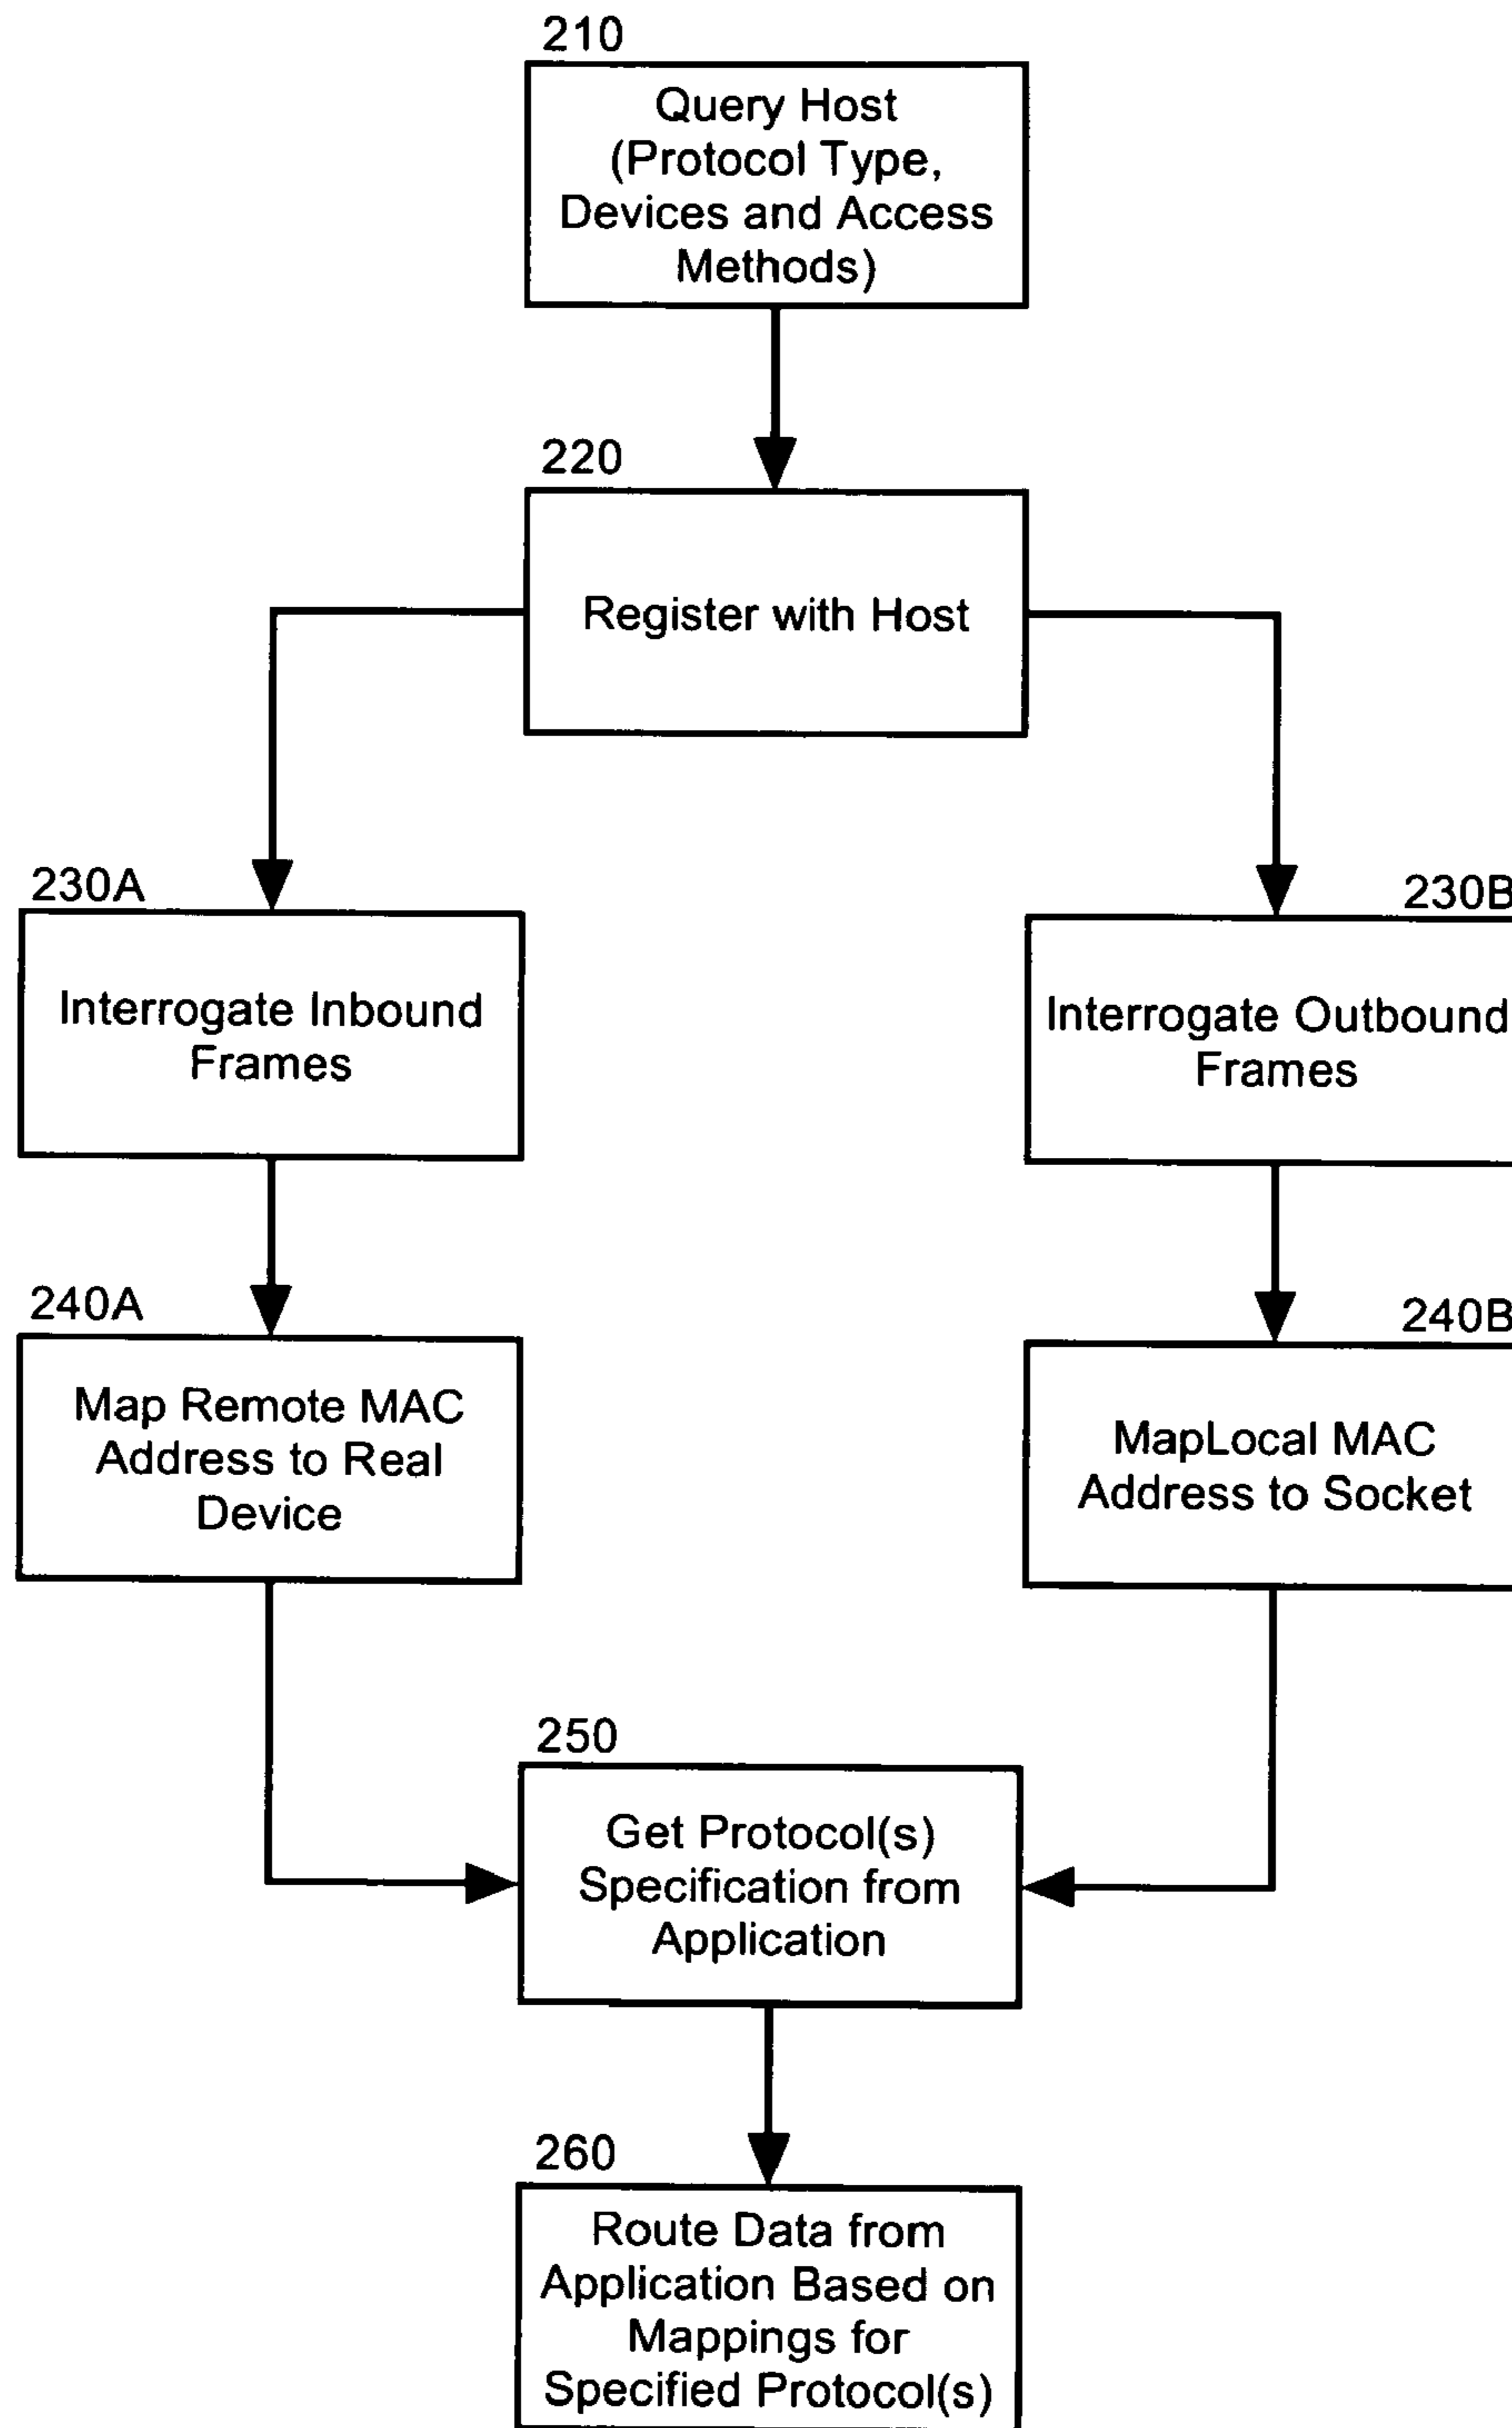 210
Query Host
(Protocol Type,
Devices and Access
Methods)
220
Register with Host
230A
Interrogate Inbound
Frames
230B
Interrogate Outbound
Frames
240A
Map Remote MAC
Address to Real
Device
240B
MapLocal MAC
Address to Socket
250
Get Protocol(s)
Specification from
Application
260
Route Data from
Application Based on
Mappings for
Specified Protocol(s)